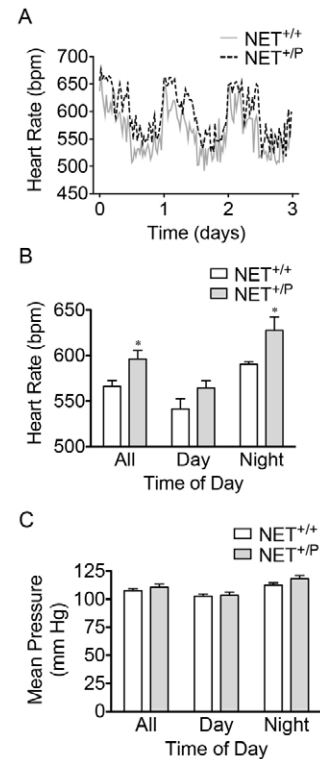 A
NET+/+
NET+/P
Heart Rate (bpm)
700
650
600
550
500
450
0 1 2 3
Time (days)
B
NET+/+
NET+/P
Heart Rate (bpm)
650
600
550
500
* *
All Day Night
Time of Day
C
NET+/+
NET+/P
Mean Pressure
(mm Hg)
125
100
75
50
25
0
All Day Night
Time of Day